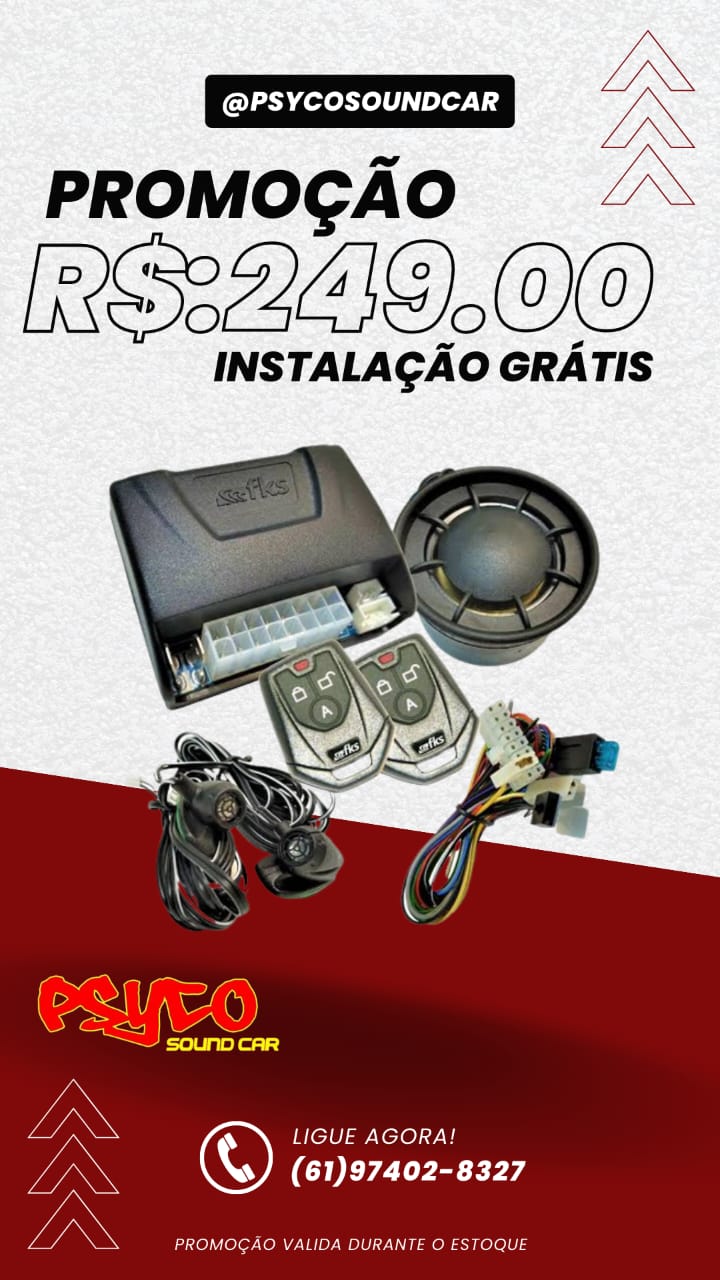 @PSYCOSOUNDCAR
PROMOÇÃO
R$:249.00
INSTALAÇÃO GRÁTIS
fks
A
A
fks
fks
PSYCO
SOUND CAR
LIGUE AGORA!
(61)97402-8327
PROMOÇÃO VALIDA DURANTE O ESTOQUE